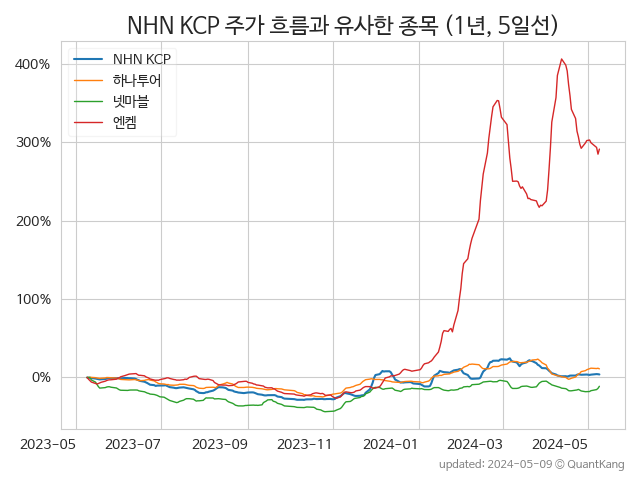 NHN KCP 주가 흐름과 유사한 종목 (1년, 5일선)
NHN KCP
하나투어
넷마블
엔켐
400%
300%
200%
100%
0%
2023-05 2023-07 2023-09 2023-11 2024-01 2024-03 2024-05
updated: 2024-05-09 © QuantKang